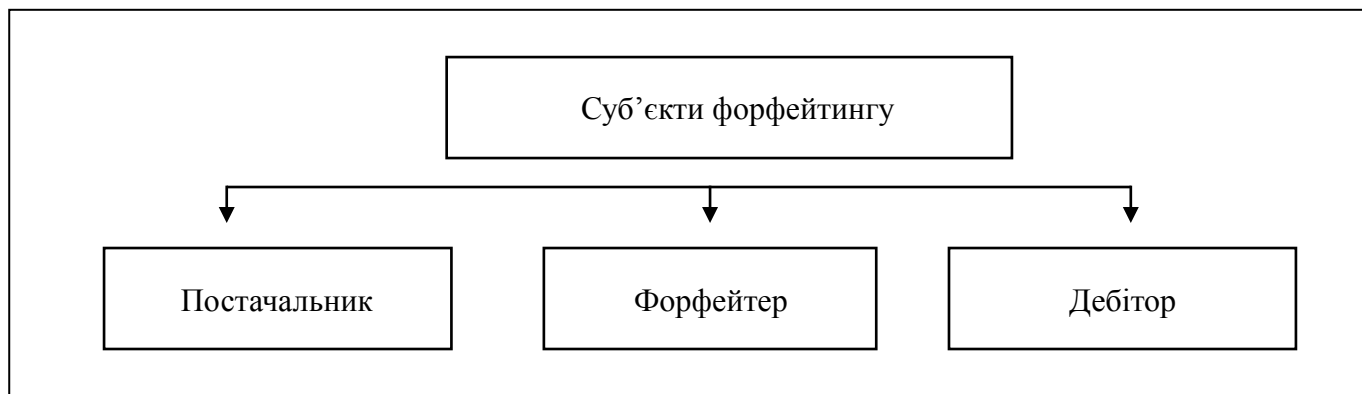 Суб’єкти форфейтингу
Постачальник
Форфейтер
Дебітор